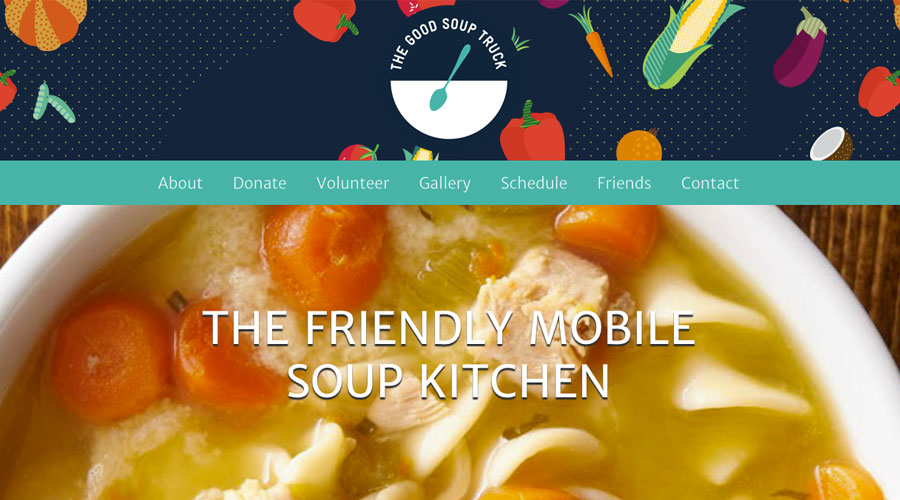 THE GOOD SOUP TRUCK
About Donate Volunteer Gallery Schedule Friends Contact
THE FRIENDLY MOBILE
SOUP KITCHEN